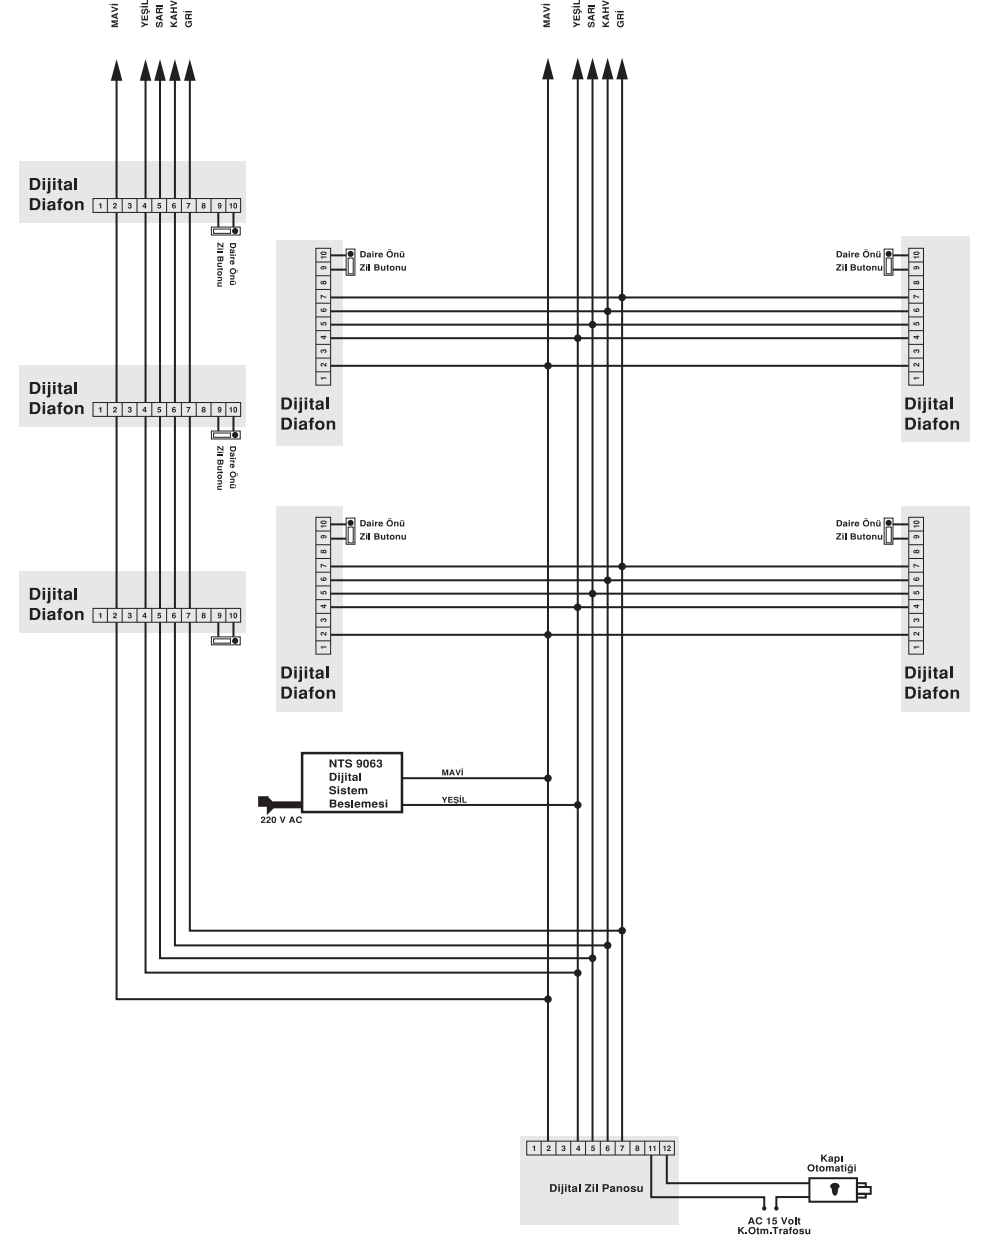 MAVİ
YEŞİL
SARI
KAHV
GRİ
MAVİ
YEŞİL
SARI
KAHV
GRİ
Dijital
Diafon
1 2 3 4 5 6 7 8 9 10
Daire Önü
Zil Butonu
10 9 8 7 6 5 4 3 2 1
Daire Önü
Zil Butonu
Dijital
Diafon
Daire Önü
Zil Butonu
10 9 8 7 6 5 4 3 2 1
Dijital
Diafon
Dijital
Diafon
1 2 3 4 5 6 7 8 9 10
Daire Önü
Zil Butonu
10 9 8 7 6 5 4 3 2 1
Daire Önü
Zil Butonu
Dijital
Diafon
Daire Önü
Zil Butonu
10 9 8 7 6 5 4 3 2 1
Dijital
Diafon
Dijital
Diafon
1 2 3 4 5 6 7 8 9 10
NTS 9063
Dijital
Sistem
Beslemesi
MAVİ
YEŞİL
220 V AC
1 2 3 4 5 6 7 8 11 12
Dijital Zil Panosu
Kapı
Otomatiği
AC 15 Volt
K.Otm.Trafosu